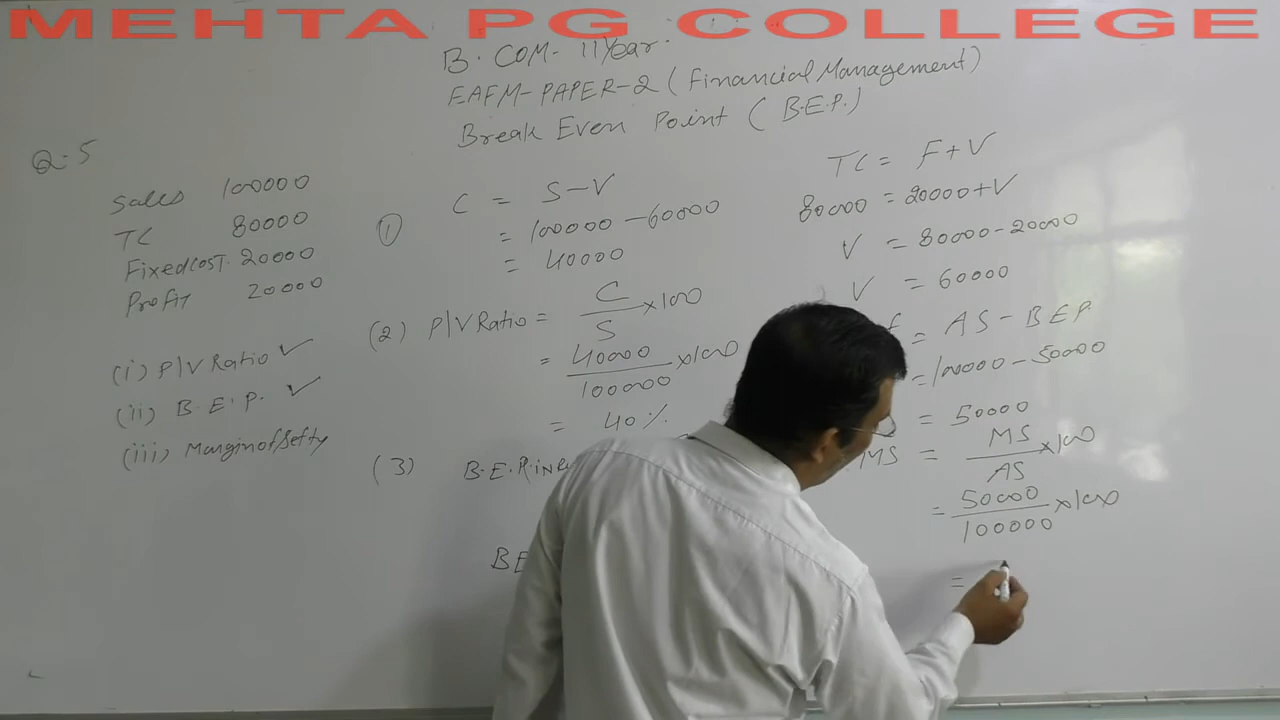 MEHTA PG COLLEGE
B. COM- 11 Year.
EAFM-PAPER-2 (Financial Management)
Break Even Point (B.E.P.)
Q.5
Sales 100000
TC 80000
Fixed cost. 20000
Profit 20000
(i) P/V Ratio ✓
(ii) B.E.P. ✓
(iii) Margin of Sefty
① C = S-V
= 100000 - 60000
= 40000
(2) P/V Ratio = C/S ×100
= 40000/100000 ×100
= 40%
(3) B.E.P. in
BE
TC = F+V
80000 = 20000+V
V = 80000-20000
V = 60000
= AS - BEP
= 100000 - 50000
= 50000
MS = MS/AS ×100
= 50000/100000 ×100
=